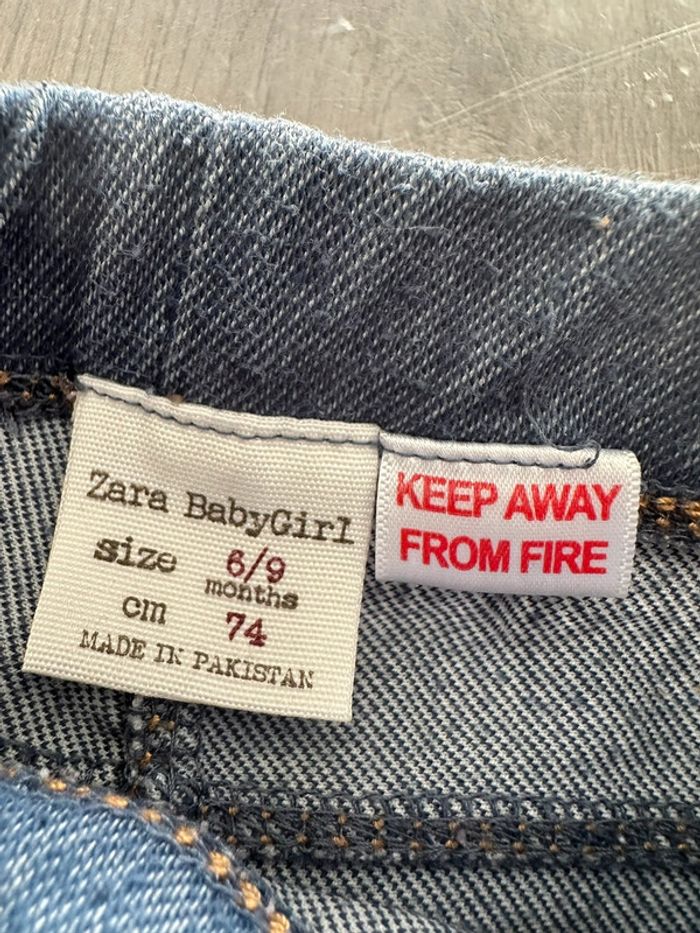 Zara BabyGirl
size 6/9
months
cm 74
MADE IN PAKISTAN
KEEP AWAY
FROM FIRE